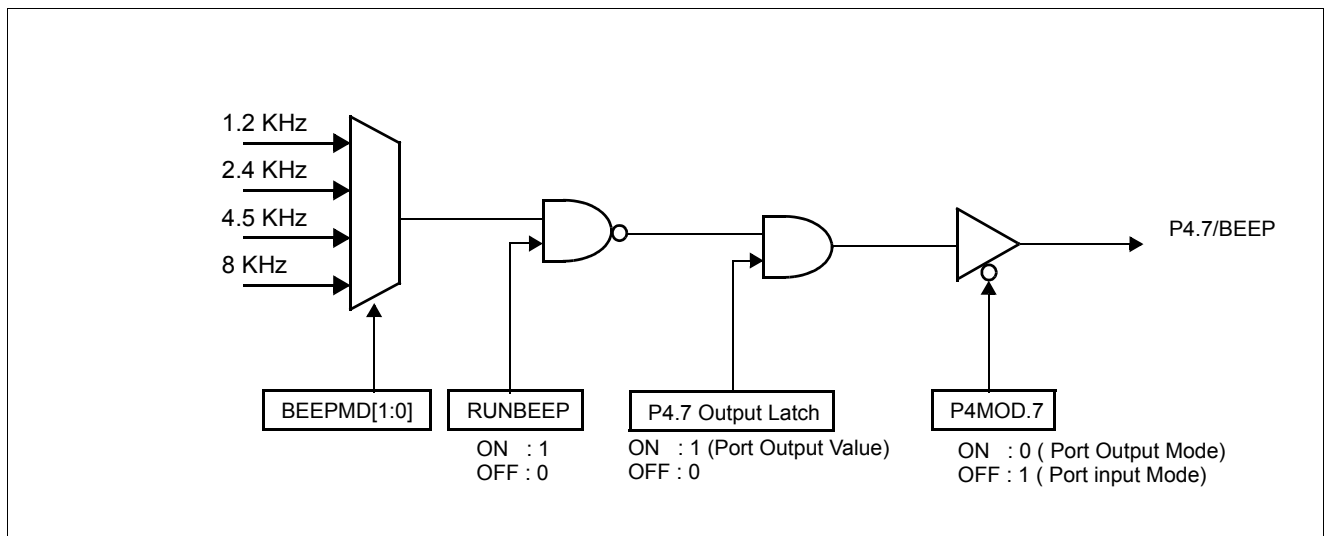 1.2 KHz
2.4 KHz
4.5 KHz
8 KHz
P4.7/BEEP
BEEPMD[1:0]
RUNBEEP
P4.7 Output Latch
P4MOD.7
ON : 1
OFF : 0
ON : 1 (Port Output Value)
OFF : 0
ON : 0 ( Port Output Mode)
OFF : 1 ( Port input Mode)